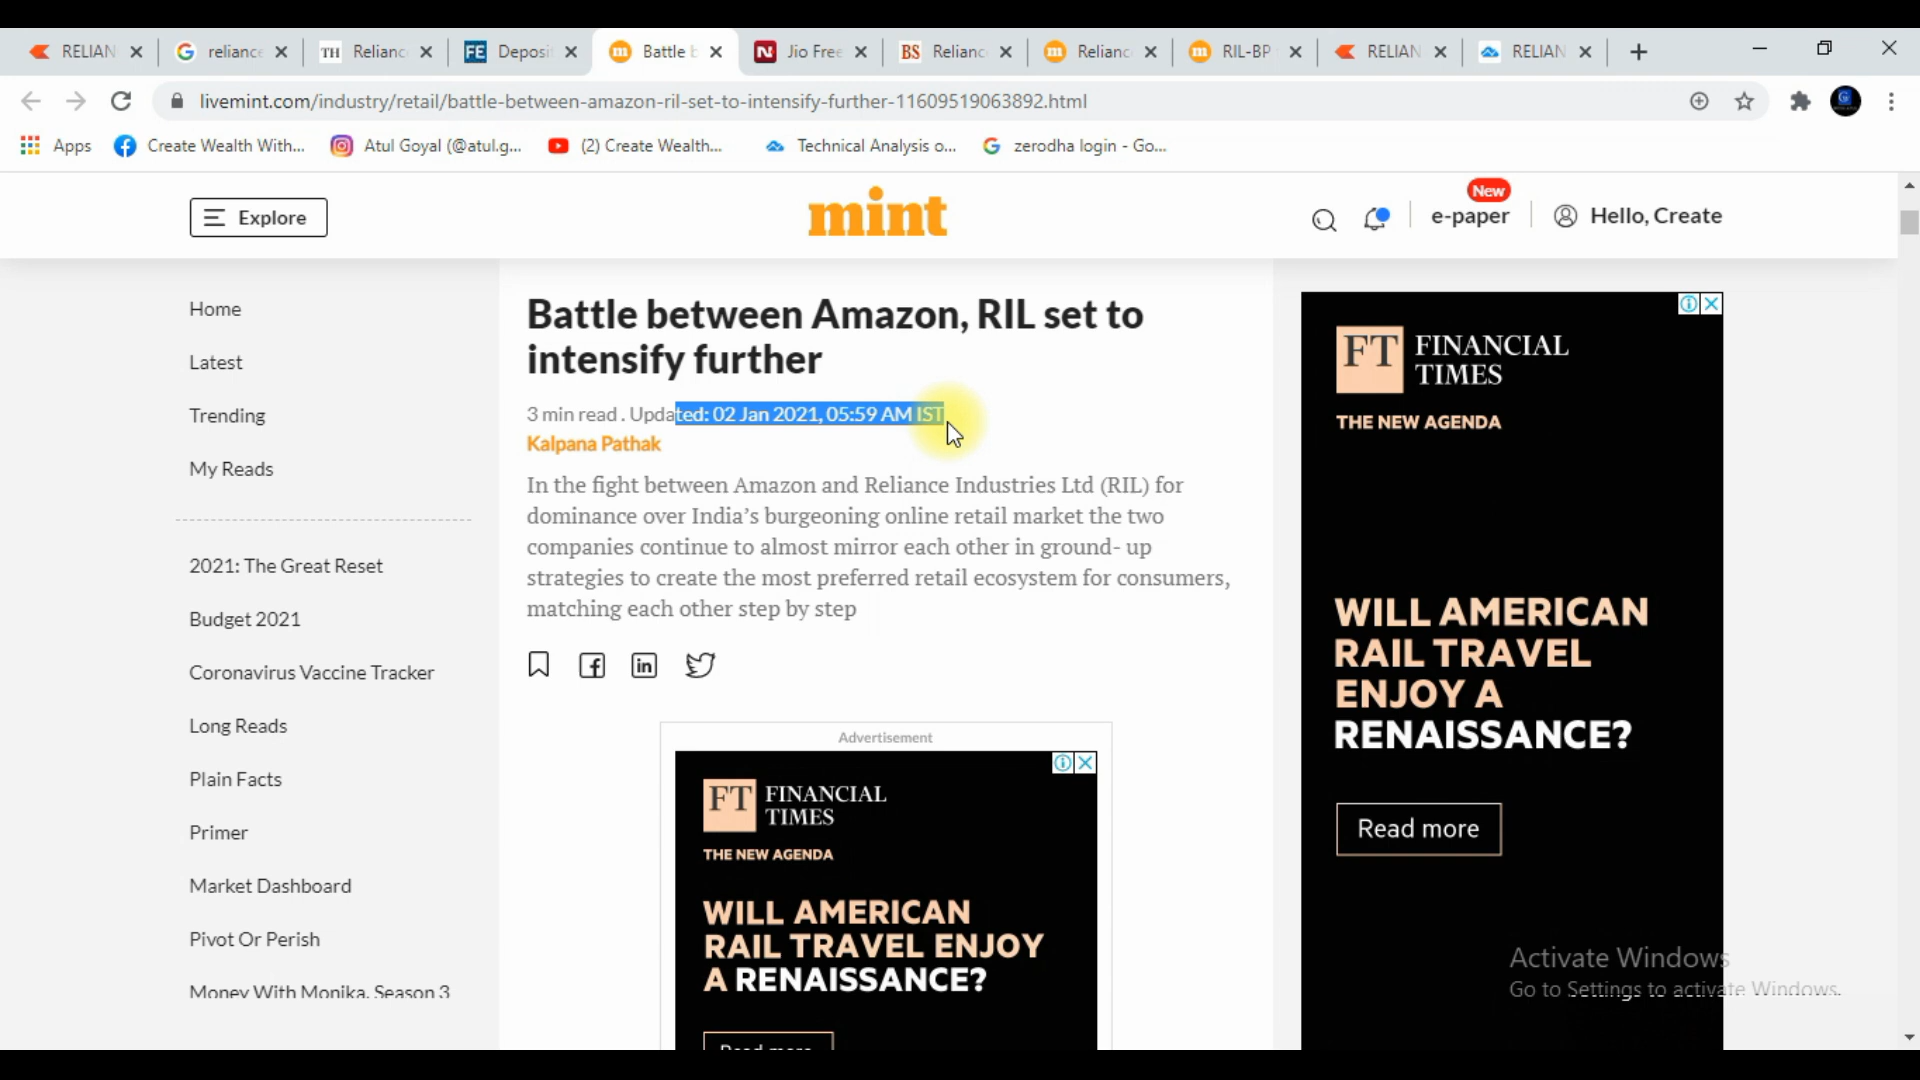 RELIAN
reliance
TH Relianc
FE Deposi
Battle b
Jio Free
BS Relianc
Relianc
RIL-BP
RELIAN
RELIAN
livemint.com/industry/retail/battle-between-amazon-ril-set-to-intensify-further-11609519063892.html
Apps
Create Wealth With...
Atul Goyal (@atul.g...
(2) Create Wealth...
Technical Analysis o...
zerodha login - Go...
Explore
mint
New
e-paper
Hello, Create
Home
Latest
Trending
My Reads
2021: The Great Reset
Budget 2021
Coronavirus Vaccine Tracker
Long Reads
Plain Facts
Primer
Market Dashboard
Pivot Or Perish
Money With Monika. Season 3
Battle between Amazon, RIL set to
intensify further
3 min read . Updated: 02 Jan 2021, 05:59 AM IST
Kalpana Pathak
In the fight between Amazon and Reliance Industries Ltd (RIL) for
dominance over India’s burgeoning online retail market the two
companies continue to almost mirror each other in ground- up
strategies to create the most preferred retail ecosystem for consumers,
matching each other step by step
Advertisement
FT FINANCIAL
TIMES
THE NEW AGENDA
WILL AMERICAN
RAIL TRAVEL ENJOY
A RENAISSANCE?
Read more
FT FINANCIAL
TIMES
THE NEW AGENDA
WILL AMERICAN
RAIL TRAVEL
ENJOY A
RENAISSANCE?
Read more
Activate Windows
Go to Settings to activate Windows.